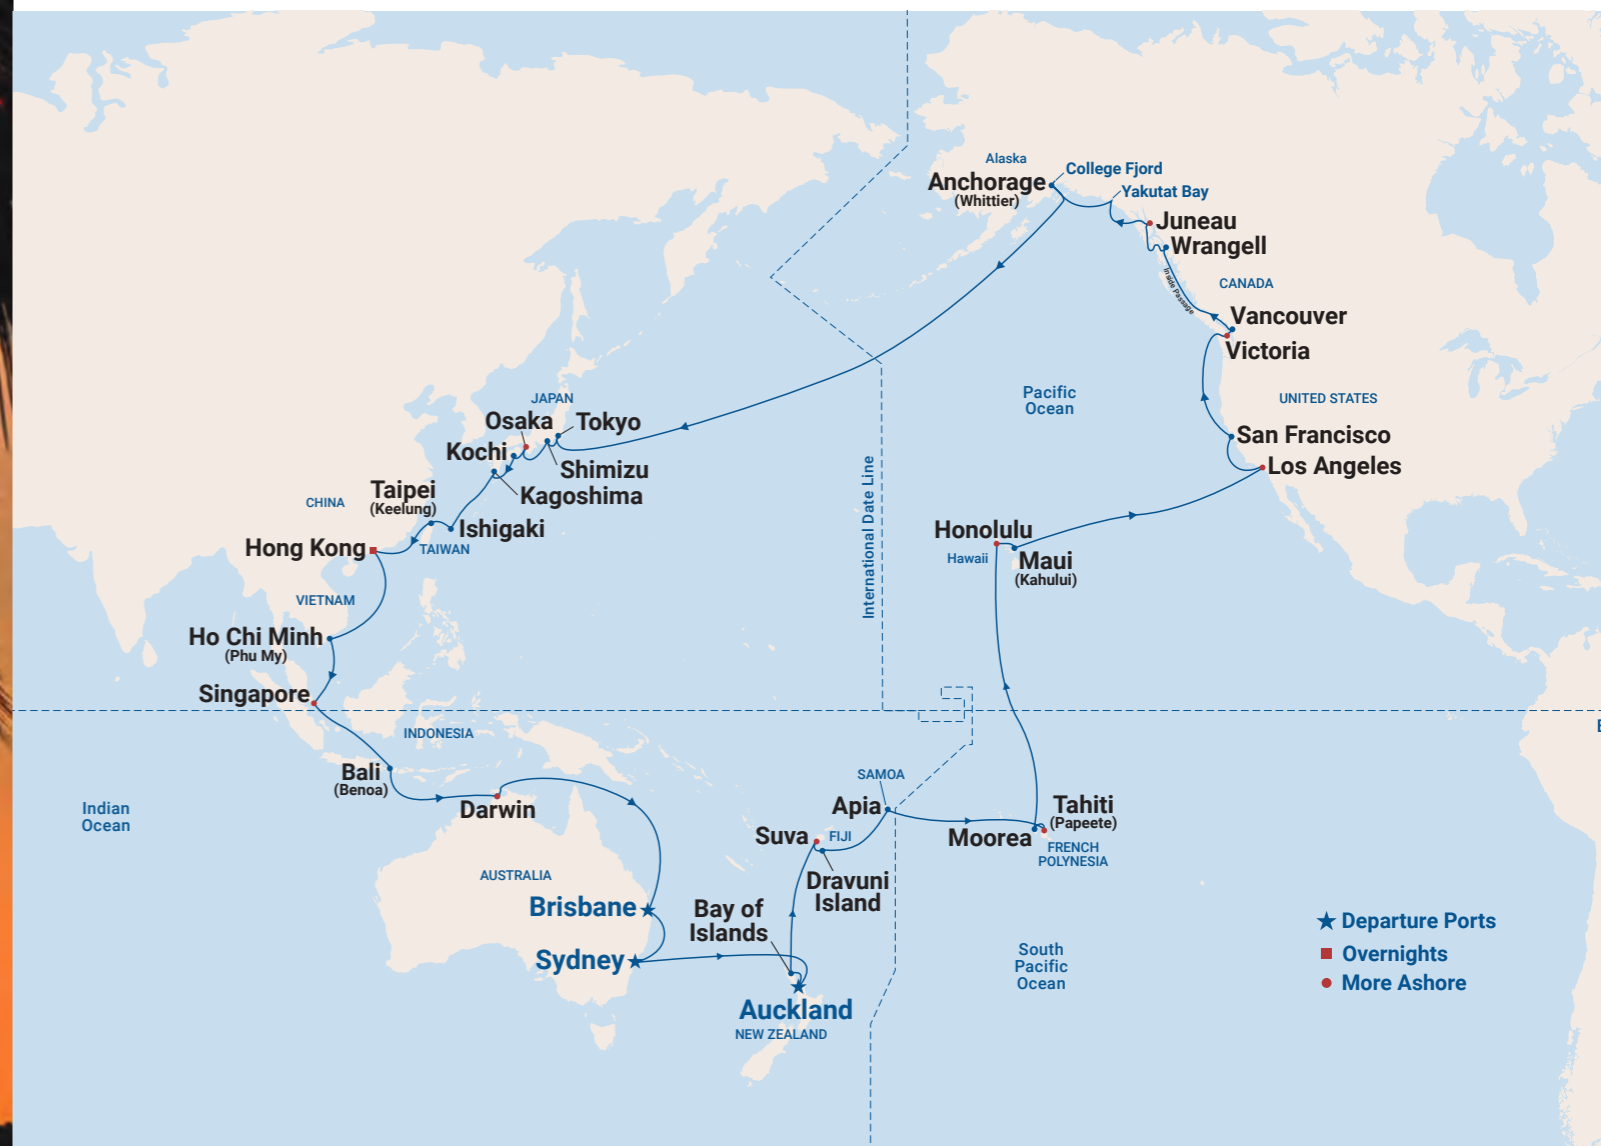 Alaska
College Fjord
Anchorage
(Whittier)
Yakutat Bay
Juneau
Wrangell
Inside Passage
CANADA
Vancouver
Victoria
Pacific
Ocean
UNITED STATES
San Francisco
Los Angeles
JAPAN
Osaka
Tokyo
Kochi
Shimizu
Kagoshima
Taipei
(Keelung)
CHINA
Ishigaki
Hong Kong
TAIWAN
International Date Line
Honolulu
Hawaii
Maui
(Kahului)
VIETNAM
Ho Chi Minh
(Phu My)
Singapore
INDONESIA
Bali
(Benoa)
Darwin
Indian
Ocean
SAMOA
Apia
Suva
FIJI
Tahiti
(Papeete)
Moorea
FRENCH
POLYNESIA
Dravuni
Island
AUSTRALIA
Brisbane
Bay of
Islands
Sydney
Auckland
NEW ZEALAND
South
Pacific
Ocean
Departure Ports
Overnights
More Ashore